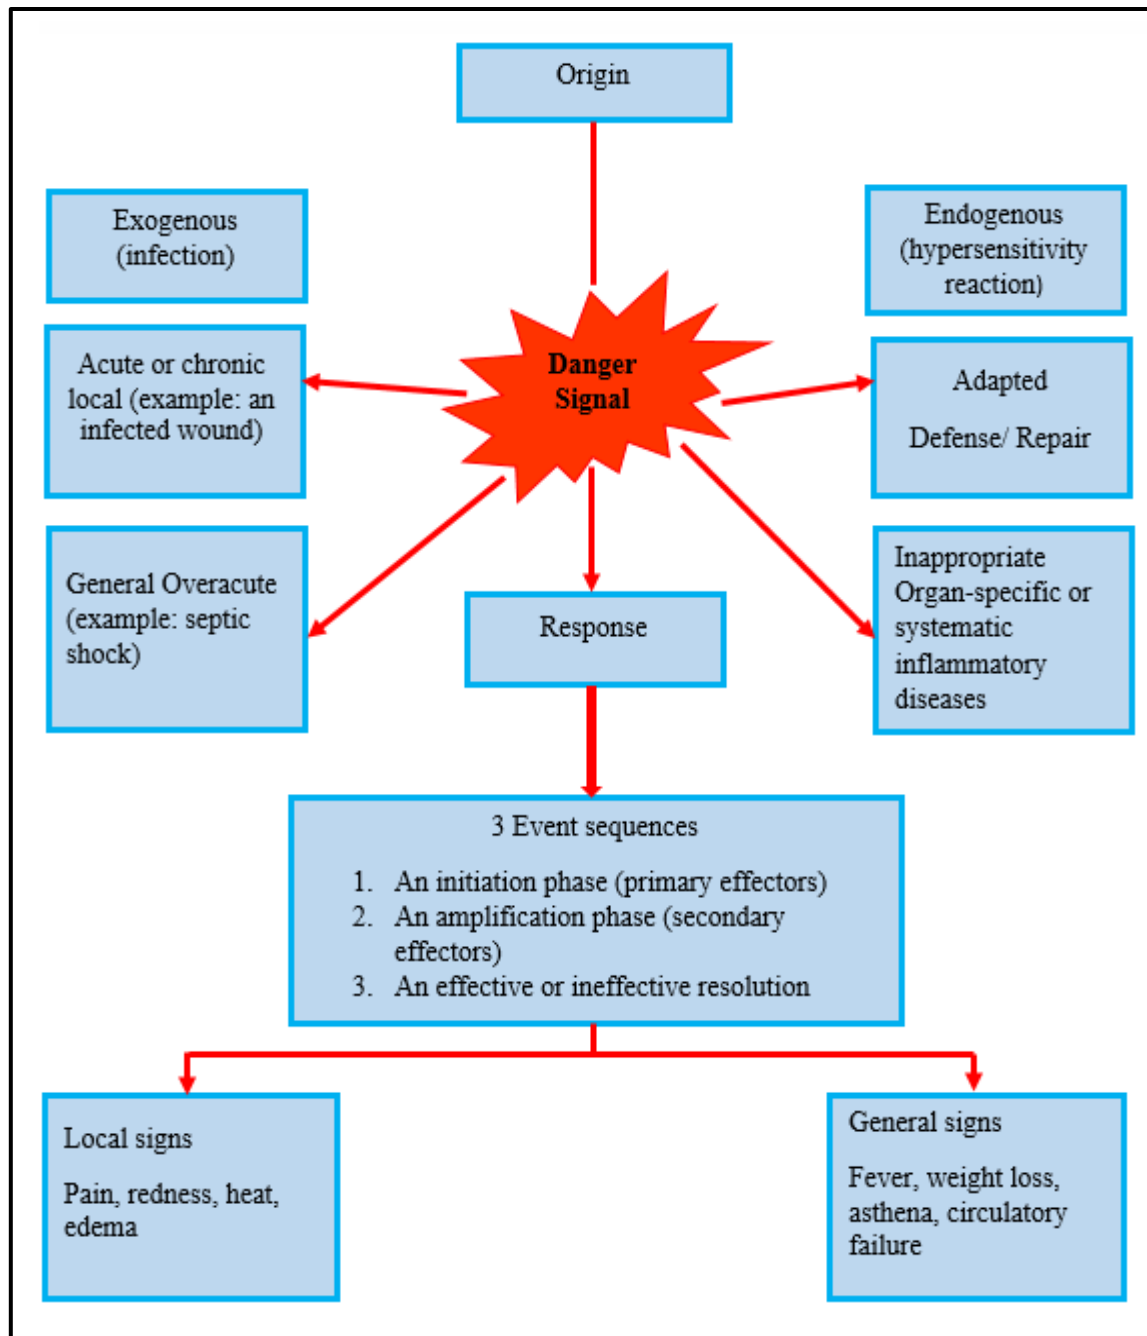 Origin
Exogenous
(infection)
Endogenous
(hypersensitivity
reaction)
Danger
Signal
Acute or chronic
local (example: an
infected wound)
Adapted
Defense/ Repair
General Overacute
(example: septic
shock)
Response
Inappropriate
Organ-specific or
systematic
inflammatory
diseases
3 Event sequences
1. An initiation phase (primary effectors)
2. An amplification phase (secondary
effectors)
3. An effective or ineffective resolution
Local signs
Pain, redness, heat,
edema
General signs
Fever, weight loss,
asthena, circulatory
failure